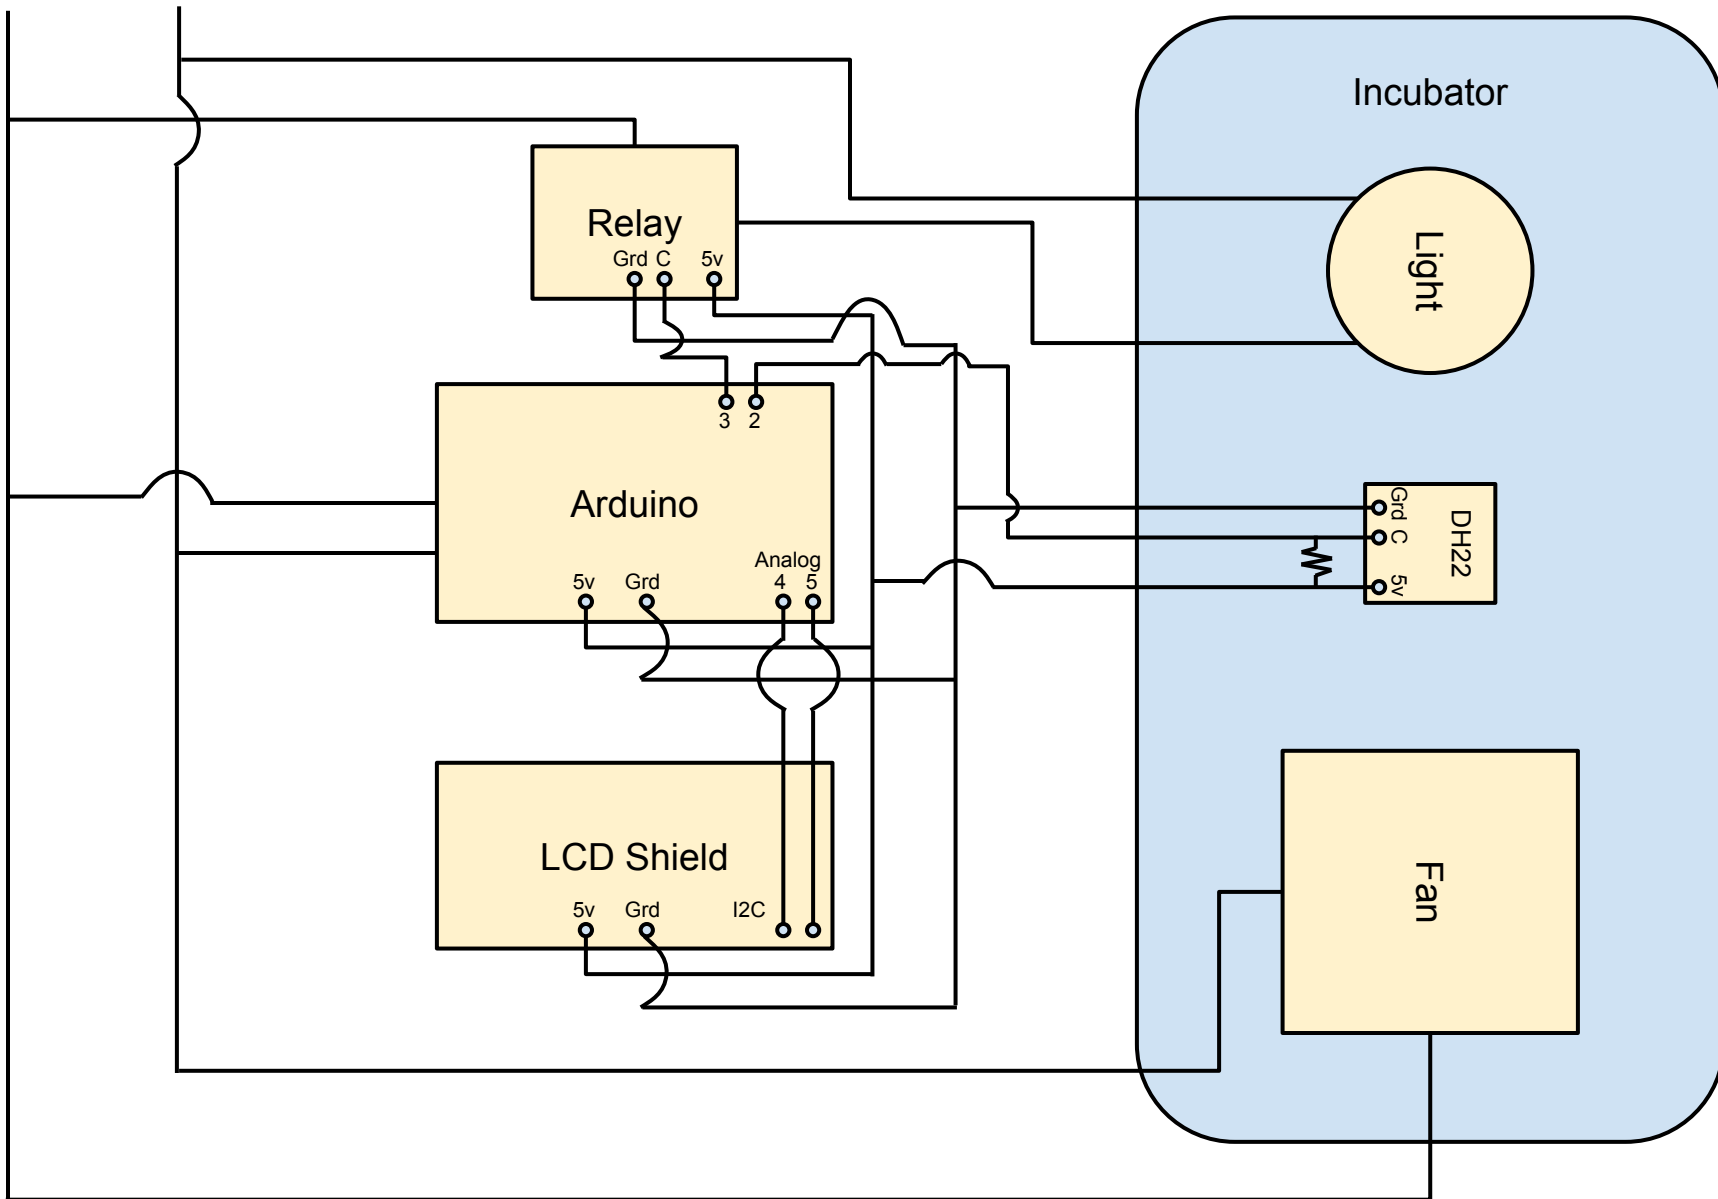 Incubator
Relay
Grd C 5v
Light
3 2
Arduino
Analog
5v Grd 4 5
Grd
C
5v
DH22
LCD Shield
5v Grd I2C
Fan